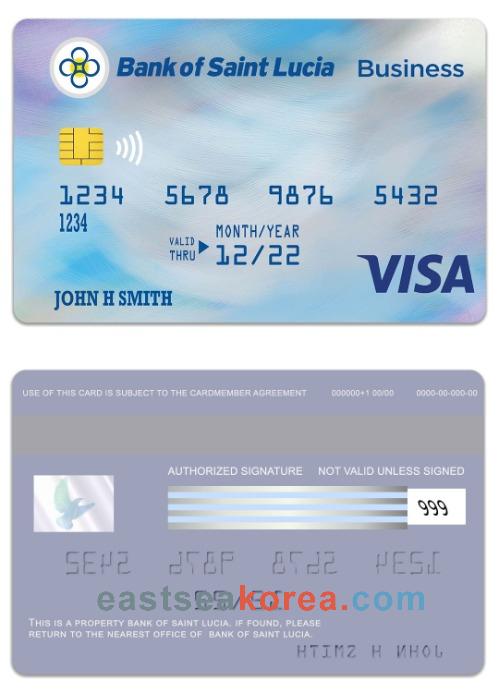 Bank of Saint Lucia Business
1234 5678 9876 5432
1234
MONTH/YEAR
VALID THRU 12/22
VISA
JOHN H SMITH
USE OF THIS CARD IS SUBJECT TO THE CARDMEMBER AGREEMENT 000000+1 00/00 0000-00-000-00
AUTHORIZED SIGNATURE NOT VALID UNLESS SIGNED
999
1234 5678 9876 5432
12/22
eastseakorea.com
THIS IS A PROPERTY BANK OF SAINT LUCIA. IF FOUND, PLEASE
RETURN TO THE NEAREST OFFICE OF BANK OF SAINT LUCIA.
JOHN H SMITH